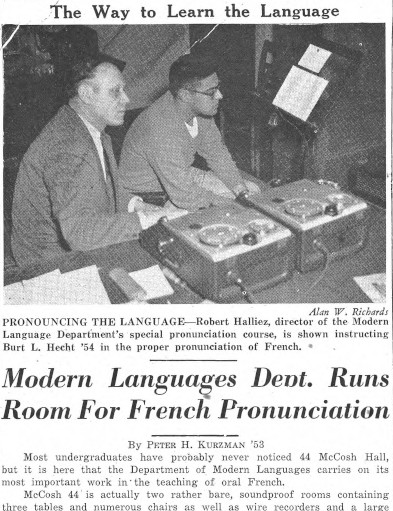 The Way to Learn the Language
Alan W. Richards
PRONOUNCING THE LANGUAGE—Robert Halliez, director of the Modern
Language Department's special pronunciation course, is shown instructing
Burt L. Hecht '54 in the proper pronunciation of French.
Modern Languages Dept. Runs
Room For French Pronunciation
By PETER H. KURZMAN '53
Most undergraduates have probably never noticed 44 McCosh Hall,
but it is here that the Department of Modern Languages carries on its
most important work in the teaching of oral French.
McCosh 44 is actually two rather bare, soundproof rooms containing
three tables and numerous chairs as well as wire recorders and a large